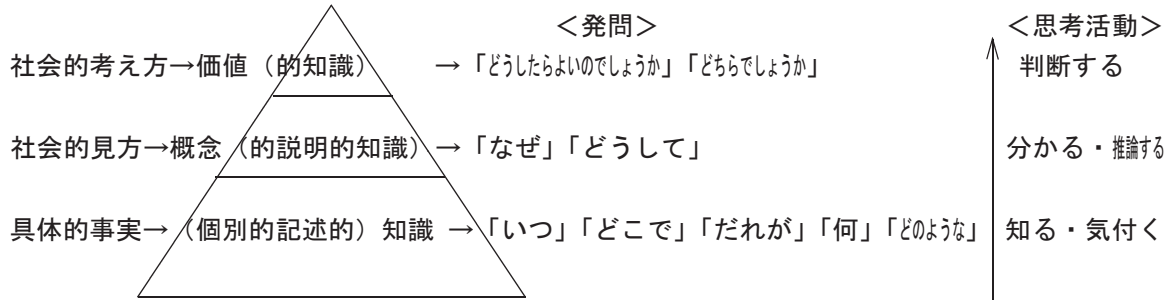 <発問> <思考活動>
社会的考え方→価値（的知識） →「どうしたらよいのでしょうか」「どちらでしょうか」 判断する
社会的見方→概念（的説明的知識）→「なぜ」「どうして」 分かる・推論する
具体的事実→（個別的記述的）知識 →「いつ」「どこで」「だれが」「何」「どのような」 知る・気付く